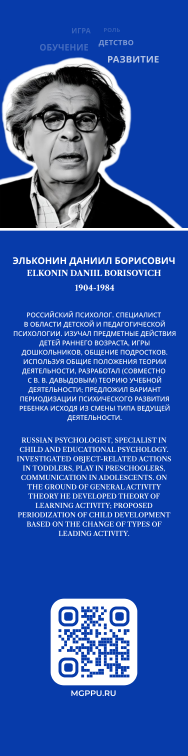 ИГРА РОЛЬ
ОБУЧЕНИЕ ДЕТСТВО
РАЗВИТИЕ
ЭЛЬКОНИН ДАНИИЛ БОРИСОВИЧ
ELKONIN DANIIL BORISOVICH
1904-1984
РОССИЙСКИЙ ПСИХОЛОГ. СПЕЦИАЛИСТ
В ОБЛАСТИ ДЕТСКОЙ И ПЕДАГОГИЧЕСКОЙ
ПСИХОЛОГИИ. ИЗУЧАЛ ПРЕДМЕТНЫЕ ДЕЙСТВИЯ
ДЕТЕЙ РАННЕГО ВОЗРАСТА, ИГРЫ
ДОШКОЛЬНИКОВ, ОБЩЕНИЕ ПОДРОСТКОВ.
ИСПОЛЬЗУЯ ОБЩИЕ ПОЛОЖЕНИЯ ТЕОРИИ
ДЕЯТЕЛЬНОСТИ, РАЗРАБОТАЛ (СОВМЕСТНО
С В. В. ДАВЫДОВЫМ) ТЕОРИЮ УЧЕБНОЙ
ДЕЯТЕЛЬНОСТИ; ПРЕДЛОЖИЛ ВАРИАНТ
ПЕРИОДИЗАЦИИ ПСИХИЧЕСКОГО РАЗВИТИЯ
РЕБЕНКА ИСХОДЯ ИЗ СМЕНЫ ТИПА ВЕДУЩЕЙ
ДЕЯТЕЛЬНОСТИ.
RUSSIAN PSYCHOLOGIST, SPECIALIST IN
CHILD AND EDUCATIONAL PSYCHOLOGY.
INVESTIGATED OBJECT-RELATED ACTIONS
IN TODDLERS, PLAY IN PRESCHOOLERS,
COMMUNICATION IN ADOLESCENTS. ON
THE GROUND OF GENERAL ACTIVITY
THEORY HE DEVELOPED THEORY OF
LEARNING ACTIVITY; PROPOSED
PERIODIZATION OF CHILD DEVELOPMENT
BASED ON THE CHANGE OF TYPES OF
LEADING ACTIVITY.
MGPPU.RU